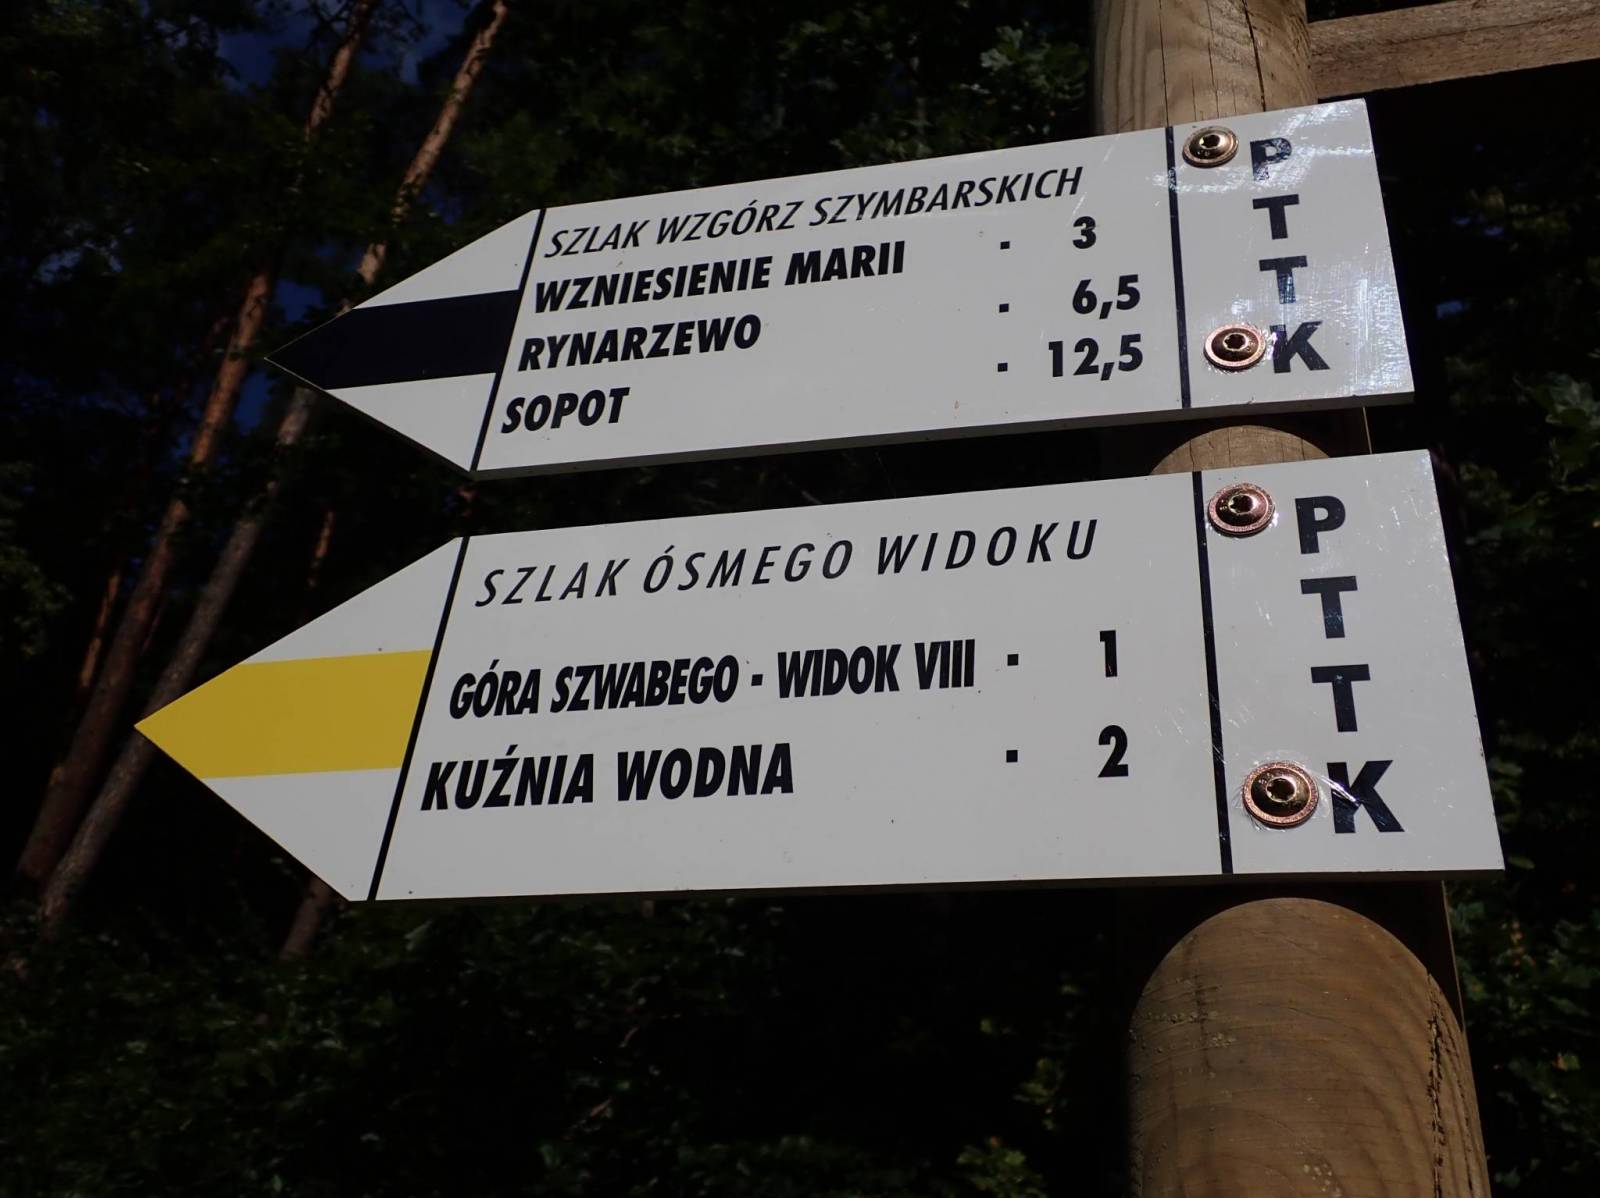 SZLAK WZGÓRZ SZYMBARSKICH
WZNIESIENIE MARII . 3
RYNARZEWO . 6,5
SOPOT . 12,5
PTTK
SZLAK ÓSMEGO WIDOKU
GÓRA SZWABEGO - WIDOK VIII . 1
KUŹNIA WODNA . 2
PTTK